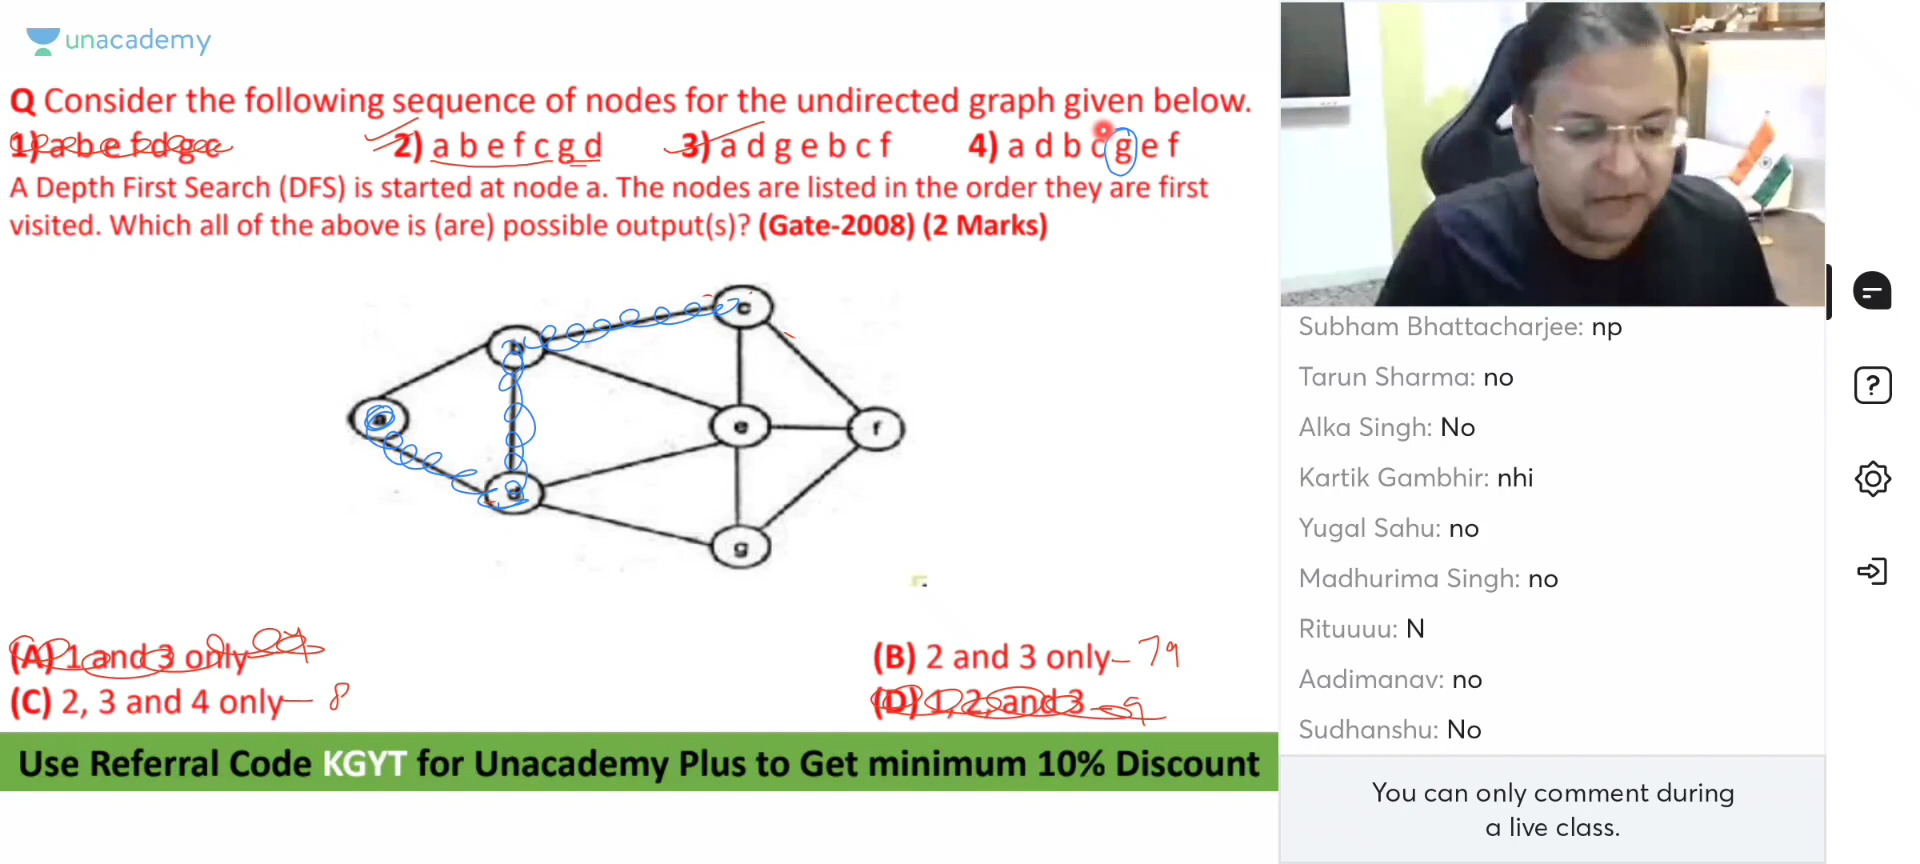 unacademy
Q Consider the following sequence of nodes for the undirected graph given below.
1) a b e f d g c 2) a b e f c g d 3) a d g e b c f 4) a d b c g e f
A Depth First Search (DFS) is started at node a. The nodes are listed in the order they are first
visited. Which all of the above is (are) possible output(s)? (Gate-2008) (2 Marks)
c
b
a
e
f
d
g
(A) 1 and 3 only (B) 2 and 3 only - 79
(C) 2, 3 and 4 only - 8 (D) 1, 2, and 3 - 9
Use Referral Code KGYT for Unacademy Plus to Get minimum 10% Discount
Subham Bhattacharjee: np
Tarun Sharma: no
Alka Singh: No
Kartik Gambhir: nhi
Yugal Sahu: no
Madhurima Singh: no
Rituuuu: N
Aadimanav: no
Sudhanshu: No
You can only comment during
a live class.
?